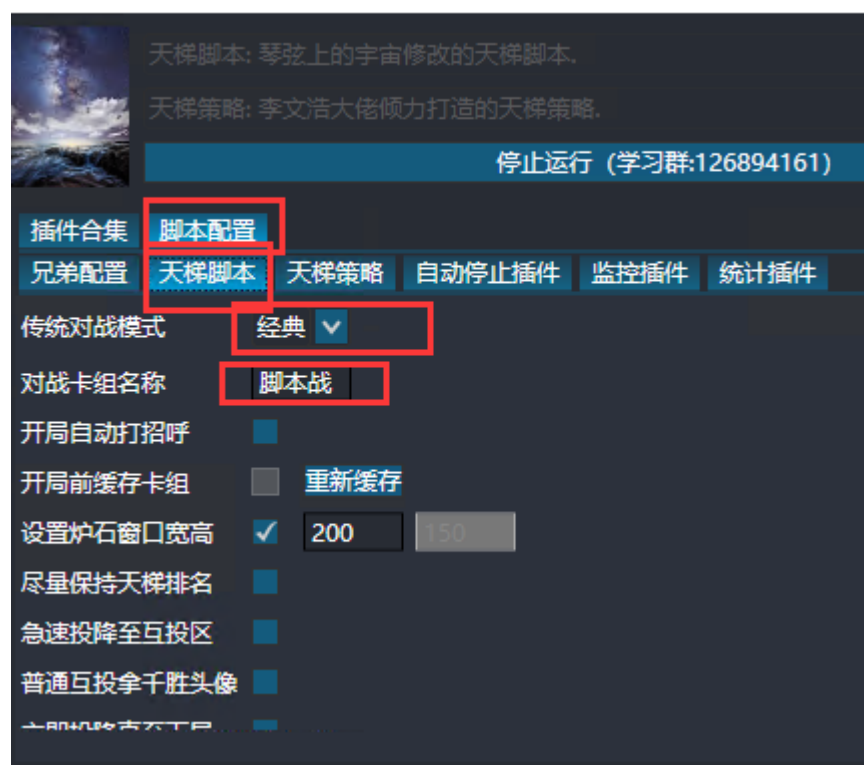 天梯脚本: 琴弦上的宇宙修改的天梯脚本.
天梯策略: 李文浩大佬倾力打造的天梯策略.
停止运行 (学习群:126894161)
插件合集 脚本配置
兄弟配置 天梯脚本 天梯策略 自动停止插件 监控插件 统计插件
传统对战模式 经典
对战卡组名称 脚本战
开局自动打招呼
开局前缓存卡组 重新缓存
设置炉石窗口宽高 200 150
尽量保持天梯排名
急速投降至互投区
普通互投拿千胜头像